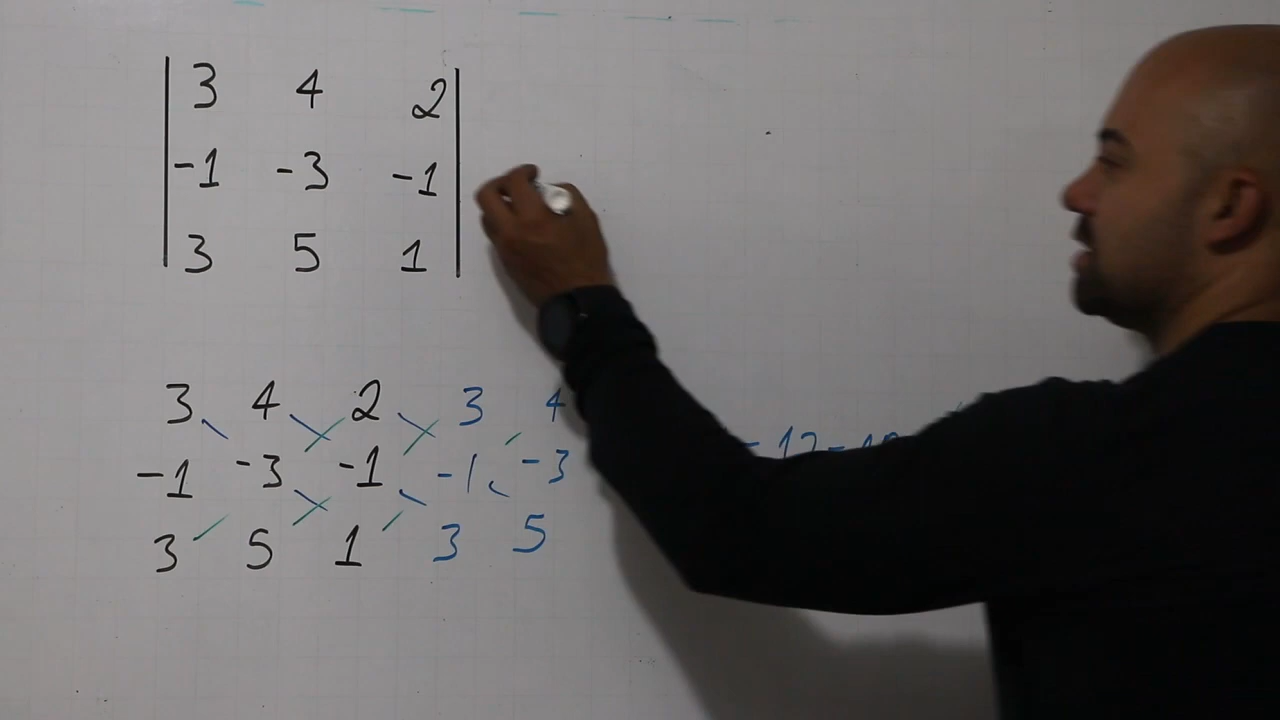 3 4 2
-1 -3 -1
3 5 1
3 4 2 3 4
-1 -3 -1 -1 -3
3 5 1 3 5